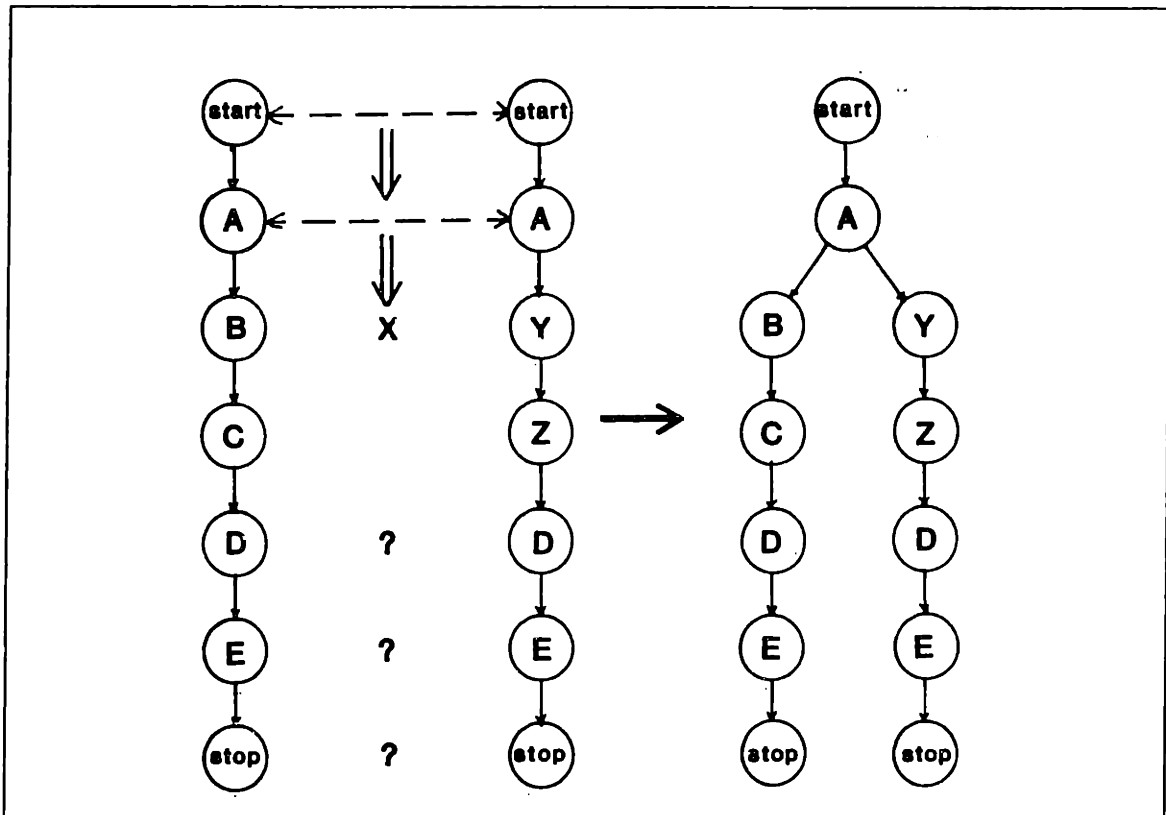 start start start
A A A
B X Y B Y
C Z C Z
D ? D D D
E ? E E E
stop ? stop stop stop